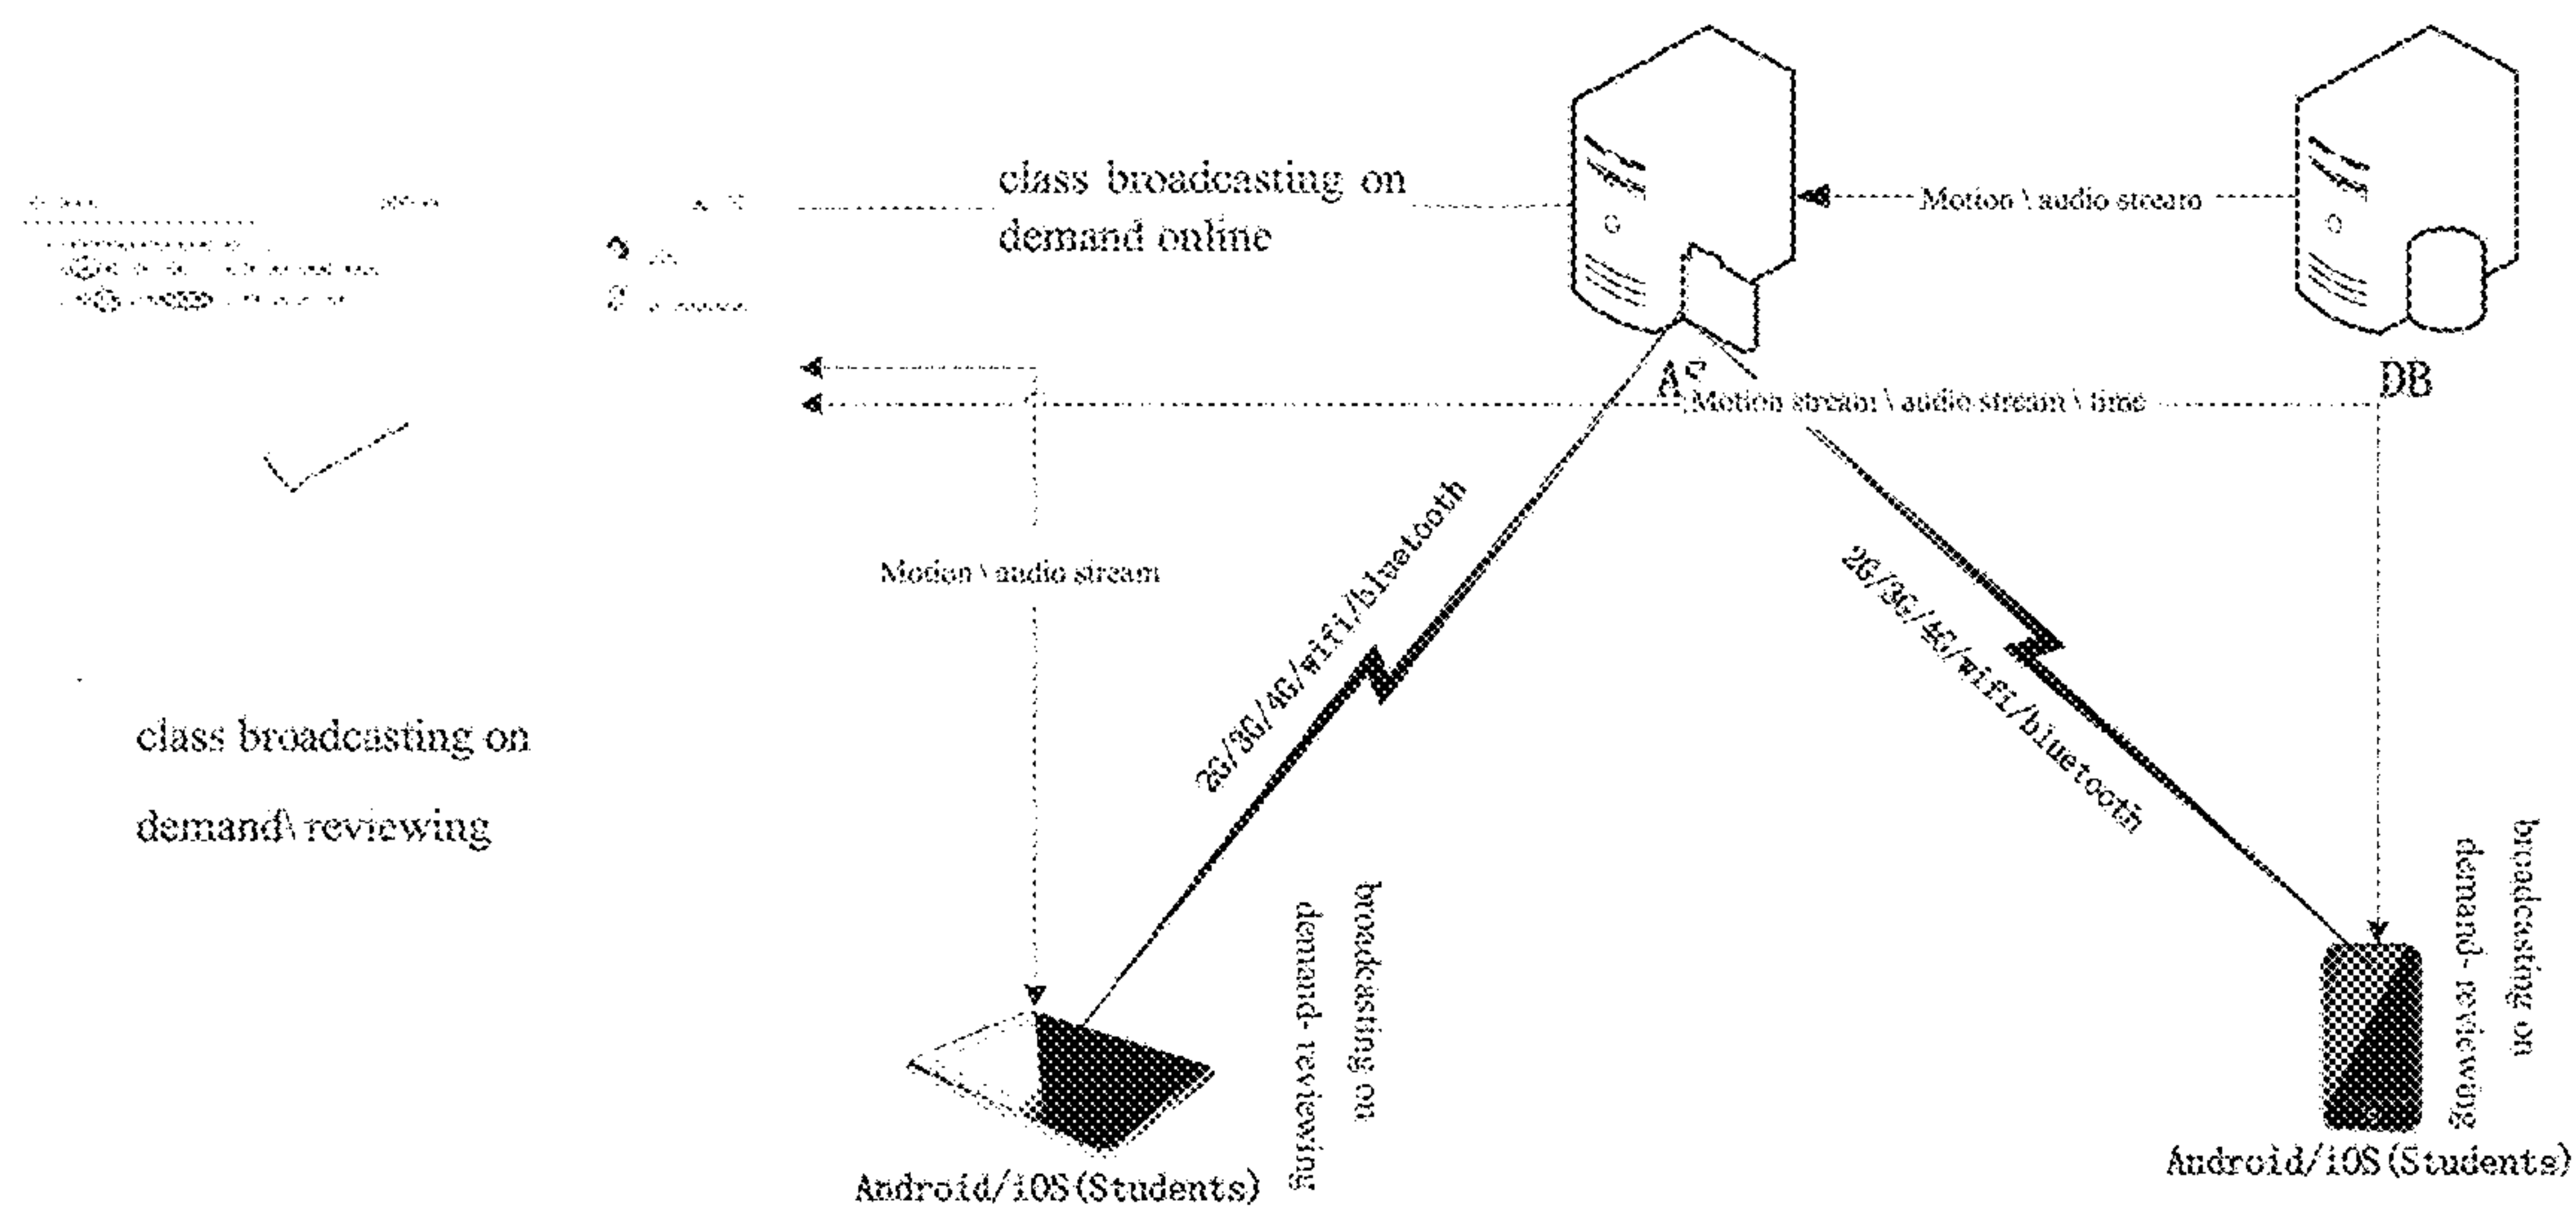 class broadcasting on
demand online
Motion \ audio stream
DB
Motion stream \ audio stream \ time
Motion \ audio stream
2G/3G/4G/wifi/bluetooth
2G/3G/4G/wifi/bluetooth
class broadcasting on
demand\ reviewing
broadcasting on
demand- reviewing
broadcasting on
demand- reviewing
Android/iOS(Students)
Android/iOS(Students)